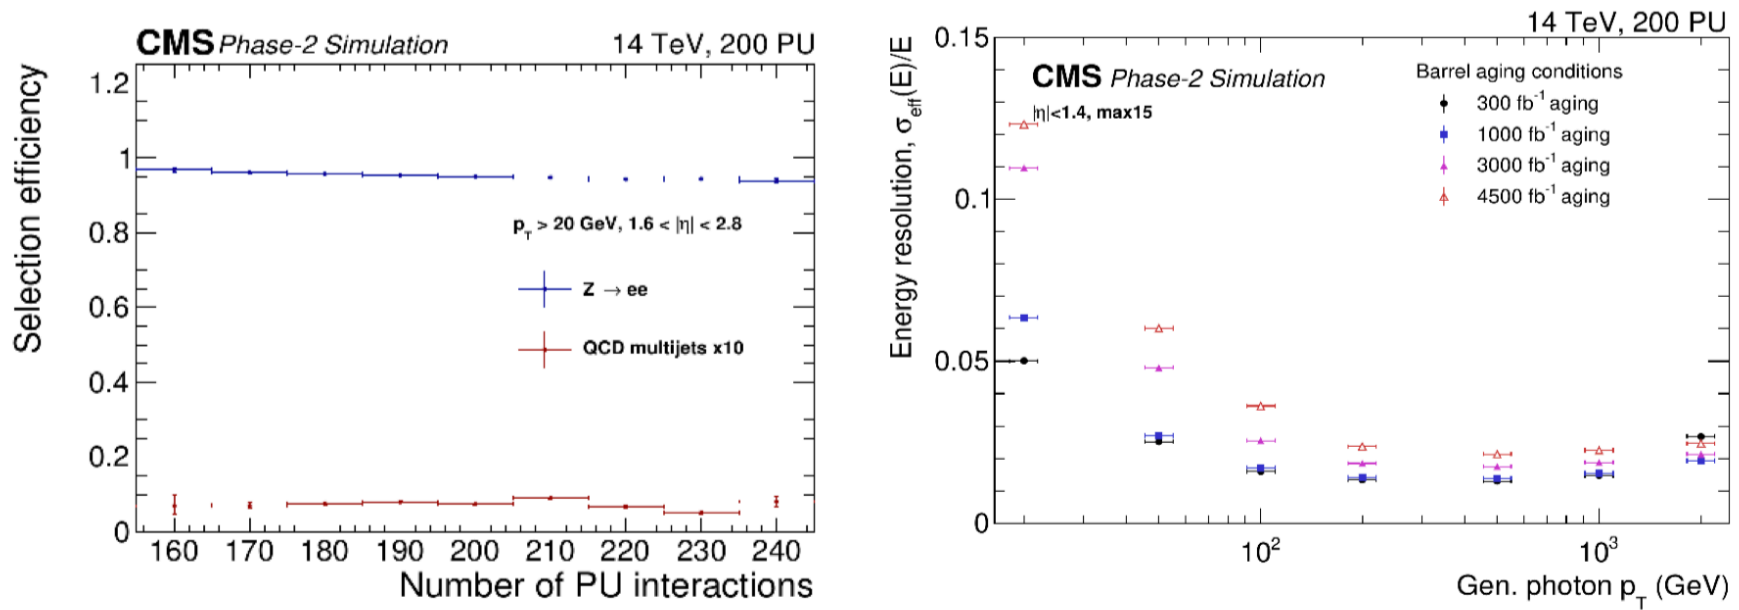 CMS Phase-2 Simulation 14 TeV, 200 PU
Selection efficiency
1.2
1
0.8
0.6
0.4
0.2
0
p_T > 20 GeV, 1.6 < |η| < 2.8
Z → ee
QCD multijets x10
160 170 180 190 200 210 220 230 240
Number of PU interactions
14 TeV, 200 PU
Energy resolution, σ_eff(E)/E
0.15
0.1
0.05
0
CMS Phase-2 Simulation
|η|<1.4, max15
Barrel aging conditions
300 fb⁻¹ aging
1000 fb⁻¹ aging
3000 fb⁻¹ aging
4500 fb⁻¹ aging
10² 10³
Gen. photon p_T (GeV)